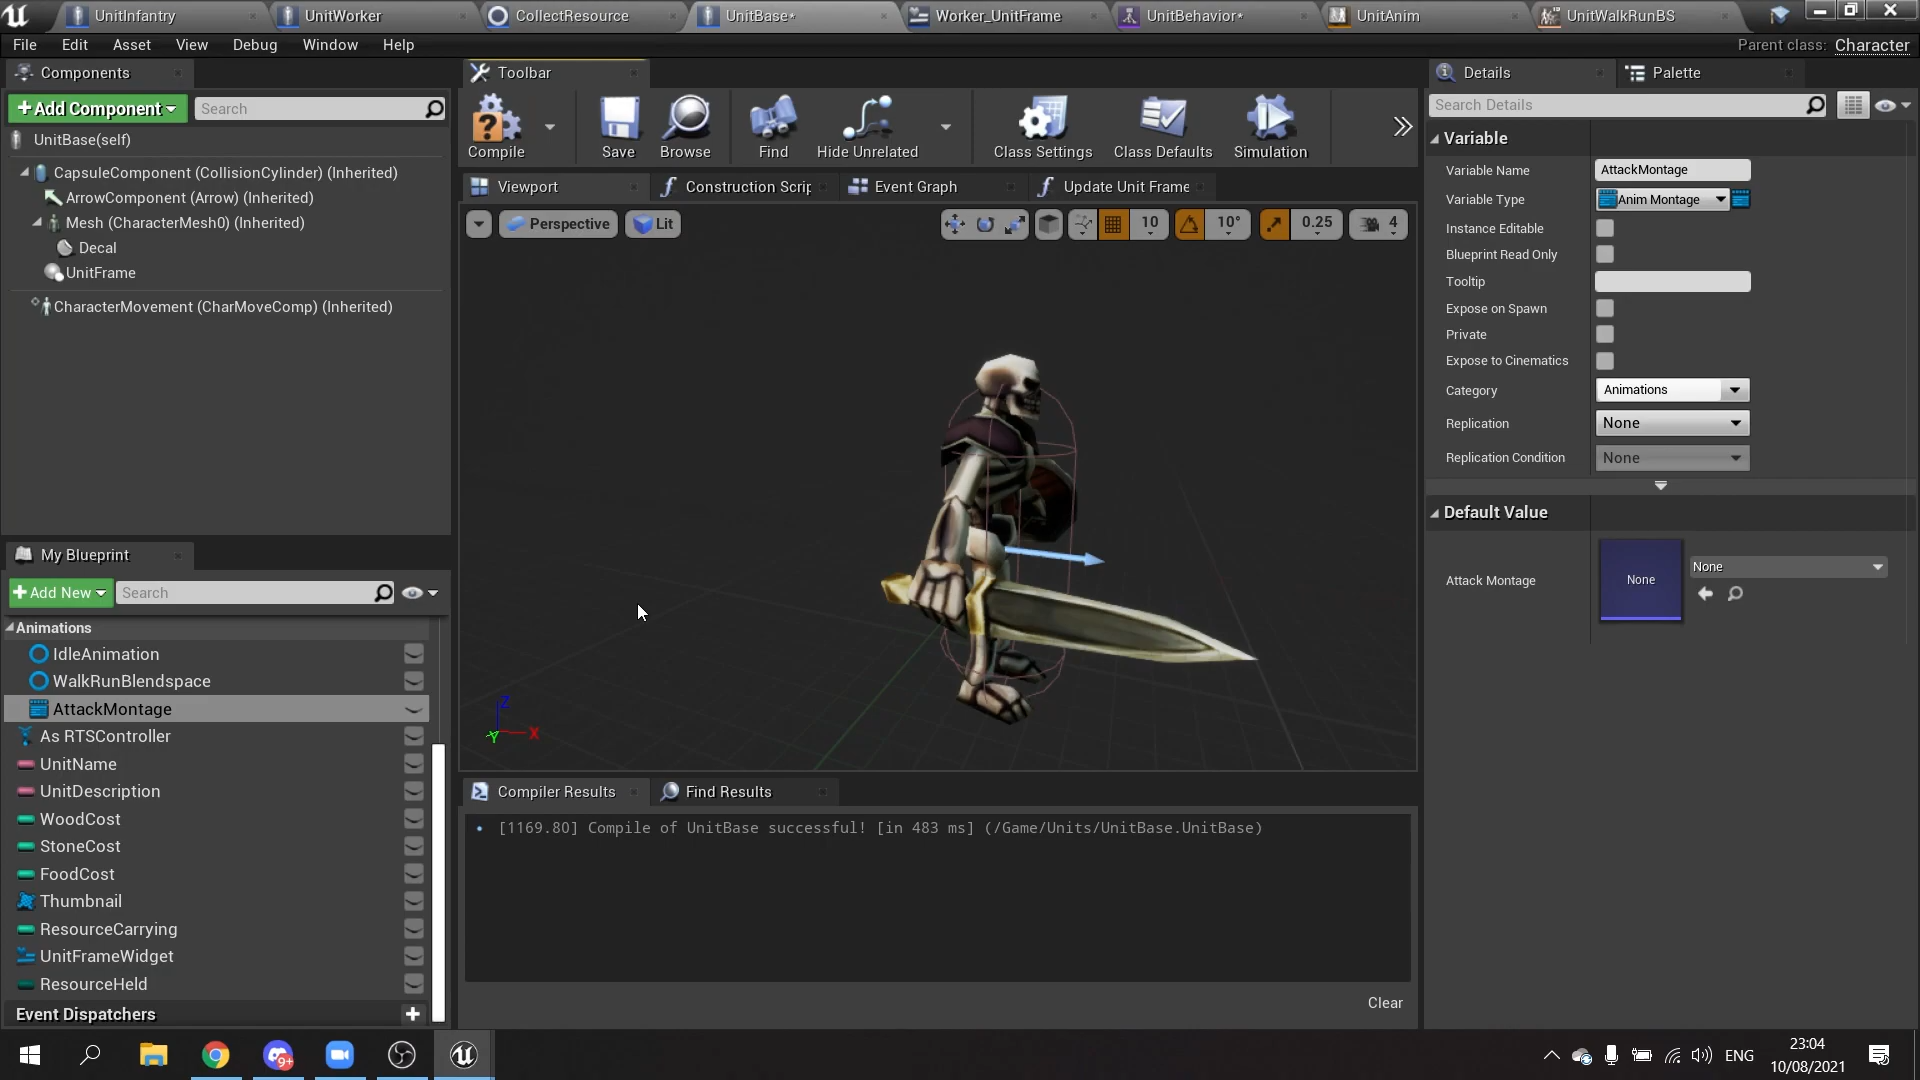 UnitInfantry
UnitWorker
CollectResource
UnitBase*
Worker_UnitFrame
UnitBehavior*
UnitAnim
UnitWalkRunBS
File Edit Asset View Debug Window Help
Parent class: Character
Components
+Add Component
Search
UnitBase(self)
CapsuleComponent (CollisionCylinder) (Inherited)
ArrowComponent (Arrow) (Inherited)
Mesh (CharacterMesh0) (Inherited)
Decal
UnitFrame
CharacterMovement (CharMoveComp) (Inherited)
My Blueprint
+Add New
Search
Animations
IdleAnimation
WalkRunBlendspace
AttackMontage
As RTSController
UnitName
UnitDescription
WoodCost
StoneCost
FoodCost
Thumbnail
ResourceCarrying
UnitFrameWidget
ResourceHeld
Event Dispatchers
Toolbar
Compile
Save
Browse
Find
Hide Unrelated
Class Settings
Class Defaults
Simulation
Viewport
Construction Scrip
Event Graph
Update Unit Frame
Perspective
Lit
10
10°
0.25
4
Z
X
Y
Compiler Results
Find Results
[1169.80] Compile of UnitBase successful! [in 483 ms] (/Game/Units/UnitBase.UnitBase)
Clear
Details
Palette
Search Details
Variable
Variable Name AttackMontage
Variable Type Anim Montage
Instance Editable
Blueprint Read Only
Tooltip
Expose on Spawn
Private
Expose to Cinematics
Category Animations
Replication None
Replication Condition None
Default Value
Attack Montage
None
None
9+
ENG
23:04
10/08/2021